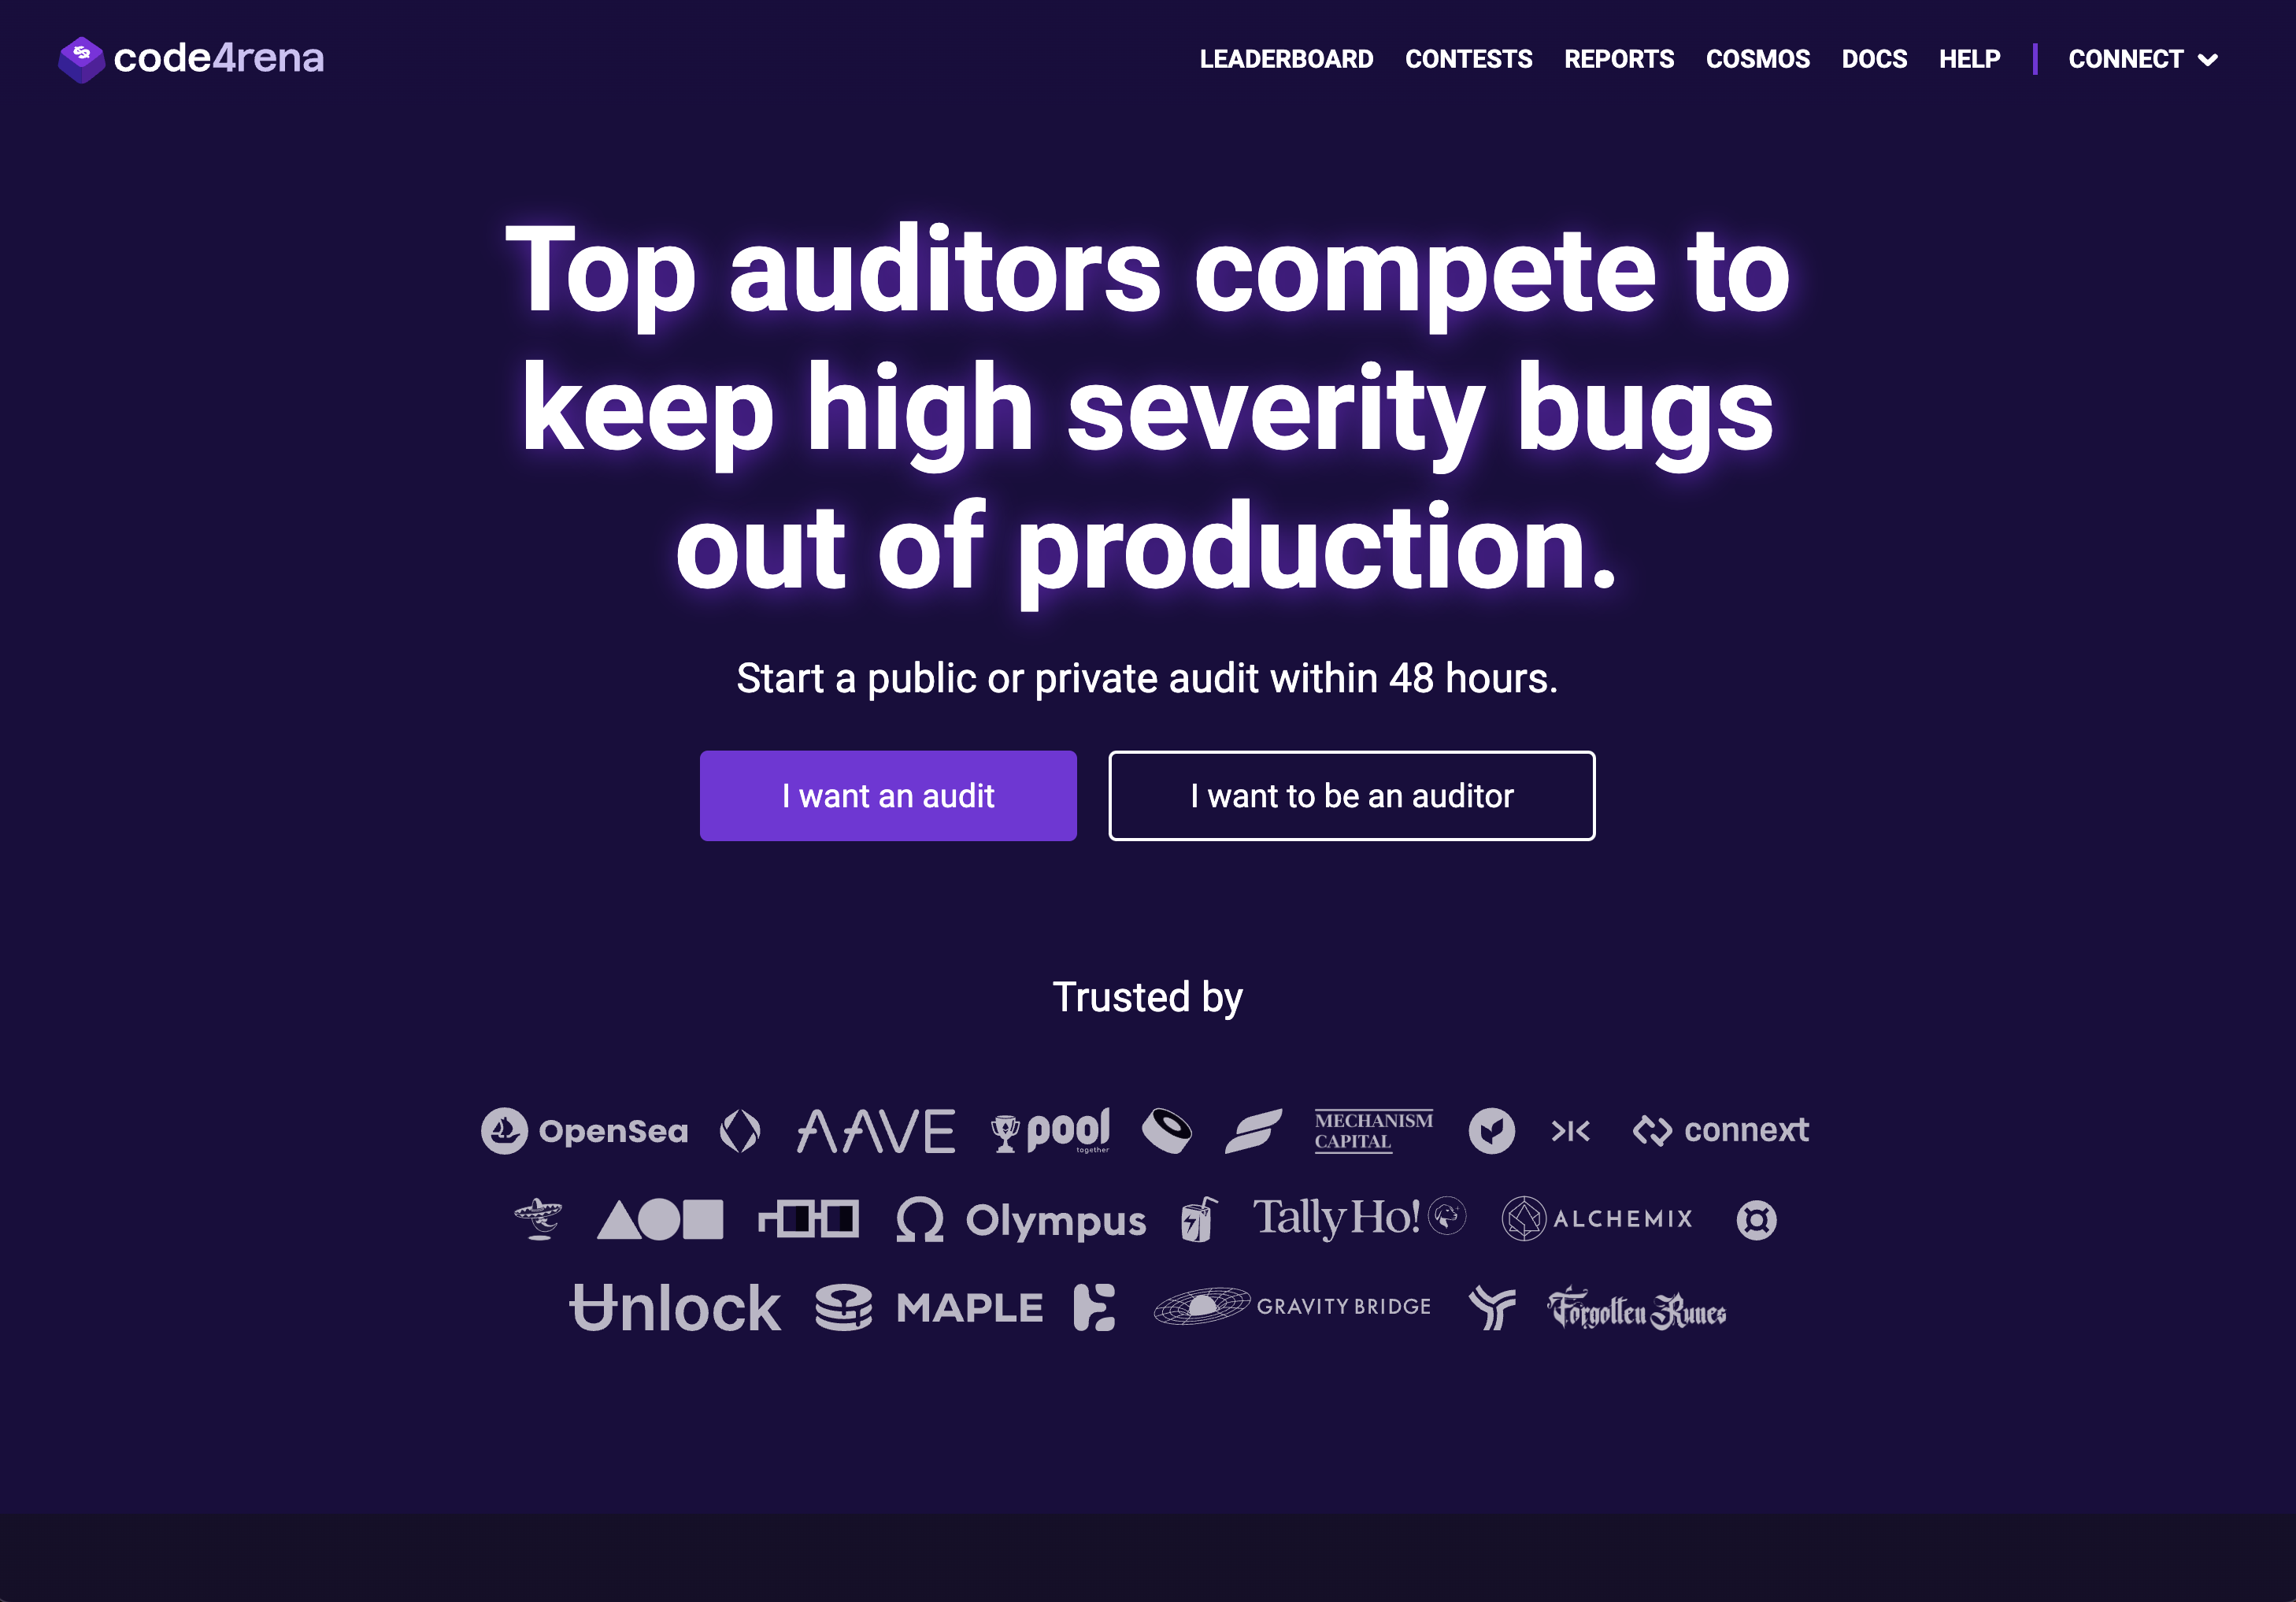 code4rena
LEADERBOARD CONTESTS REPORTS COSMOS DOCS HELP CONNECT
Top auditors compete to
keep high severity bugs
out of production.
Start a public or private audit within 48 hours.
I want an audit I want to be an auditor
Trusted by
OpenSea AAVE pool together MECHANISM CAPITAL connext
Olympus Tally Ho! ALCHEMIX
Unlock MAPLE GRAVITY BRIDGE Forgotten Runes